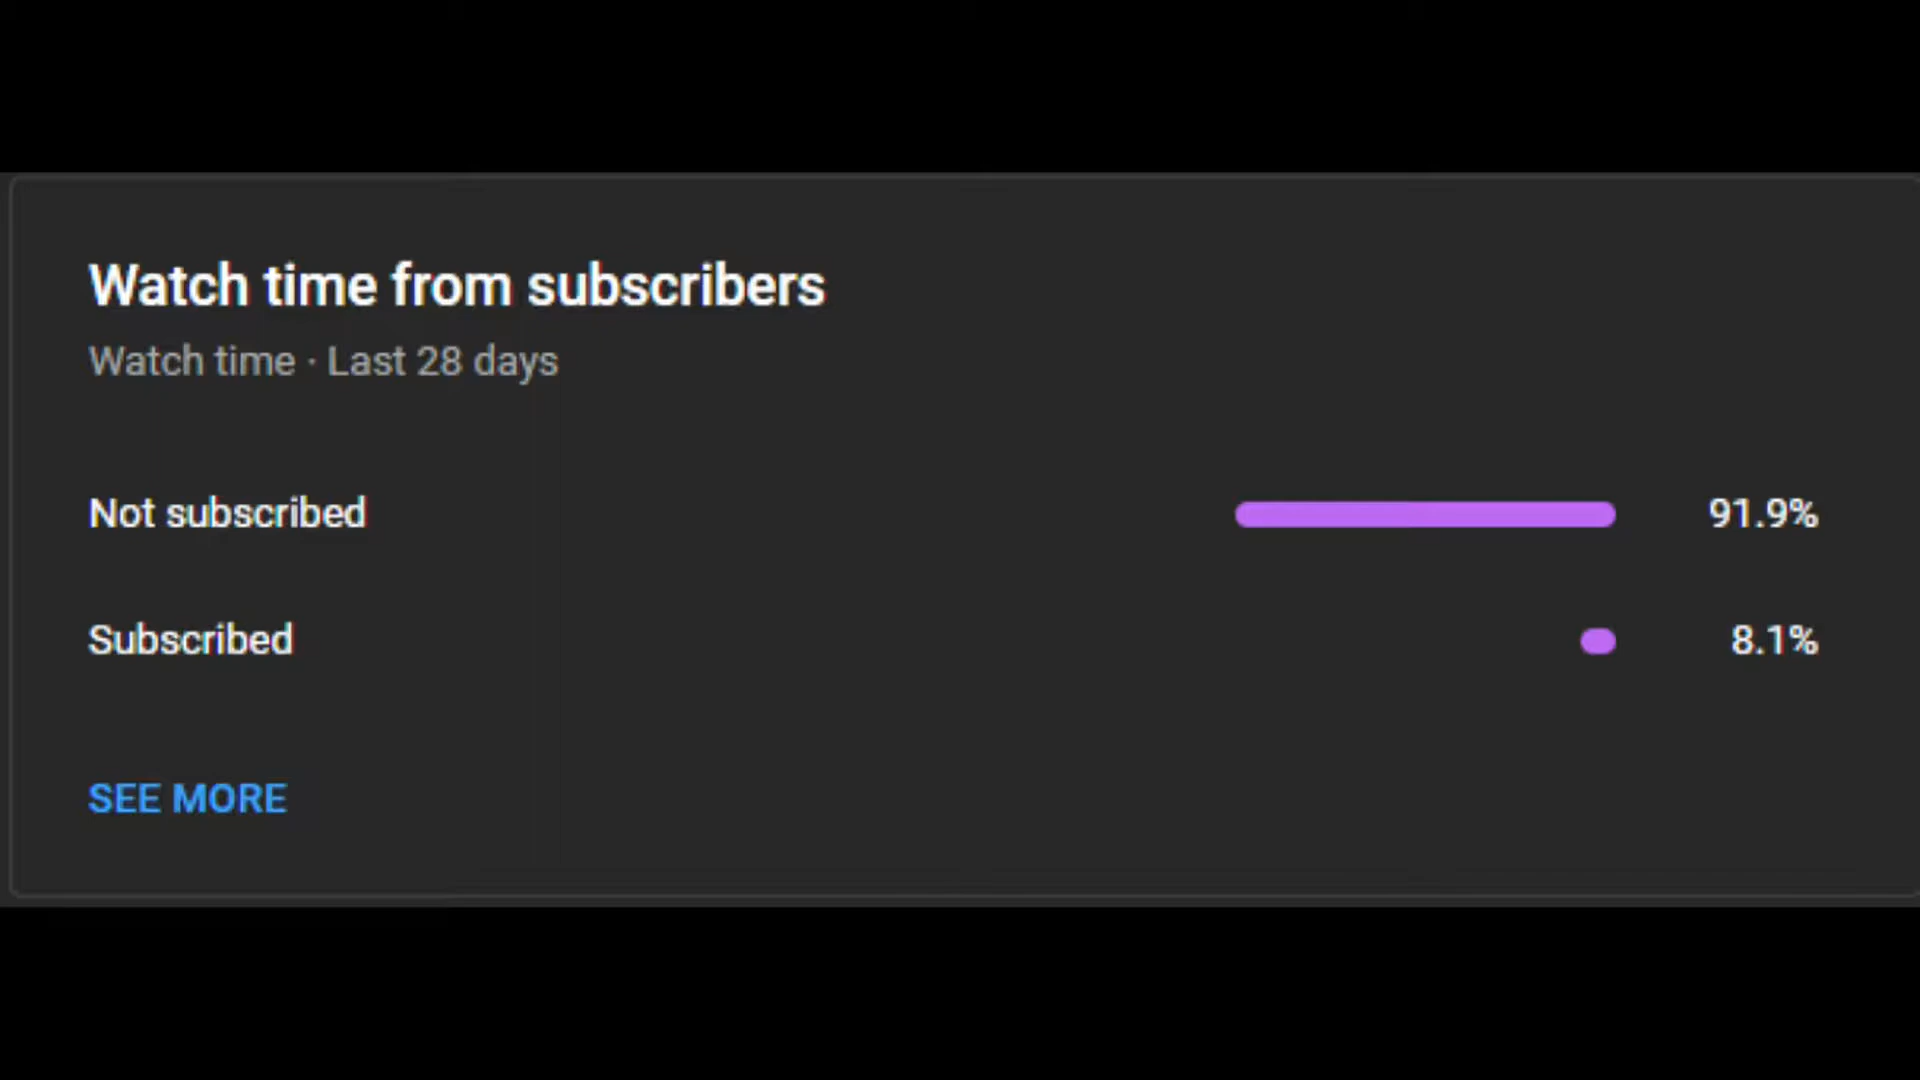 Watch time from subscribers
Watch time · Last 28 days
Not subscribed 91.9%
Subscribed 8.1%
SEE MORE